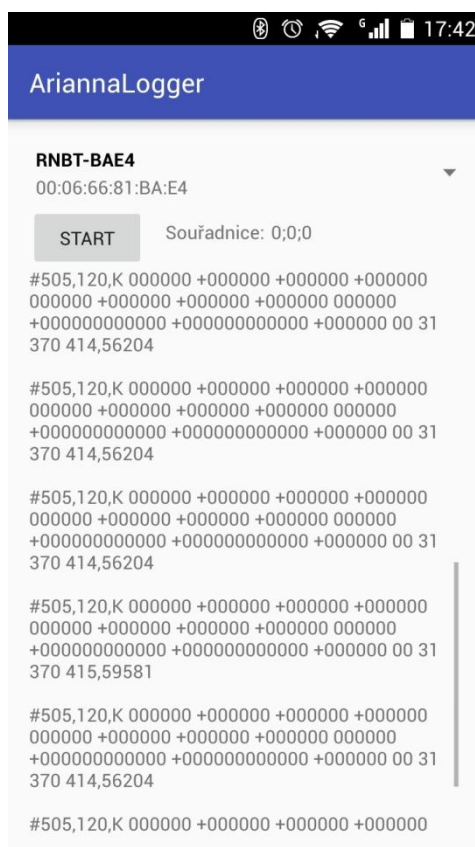 G 17:42
AriannaLogger
RNBT-BAE4
00:06:66:81:BA:E4
START Souřadnice: 0;0;0
#505,120,K 000000 +000000 +000000 +000000
000000 +000000 +000000 +000000 000000
+000000000000 +000000000000 +000000 00 31
370 414,56204
#505,120,K 000000 +000000 +000000 +000000
000000 +000000 +000000 +000000 000000
+000000000000 +000000000000 +000000 00 31
370 414,56204
#505,120,K 000000 +000000 +000000 +000000
000000 +000000 +000000 +000000 000000
+000000000000 +000000000000 +000000 00 31
370 414,56204
#505,120,K 000000 +000000 +000000 +000000
000000 +000000 +000000 +000000 000000
+000000000000 +000000000000 +000000 00 31
370 415,59581
#505,120,K 000000 +000000 +000000 +000000
000000 +000000 +000000 +000000 000000
+000000000000 +000000000000 +000000 00 31
370 414,56204
#505,120,K 000000 +000000 +000000 +000000